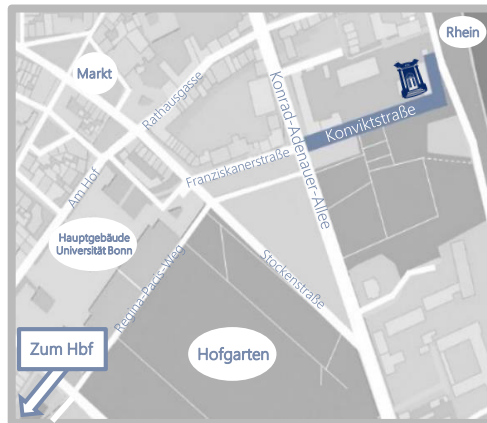 Rhein
Markt
Rathausgasse
Konrad-Adenauer-Allee
Konviktstraße
Franziskanerstraße
Am Hof
Hauptgebäude
Universität Bonn
Regina-Pacis-Weg
Stockenstraße
Zum Hbf
Hofgarten